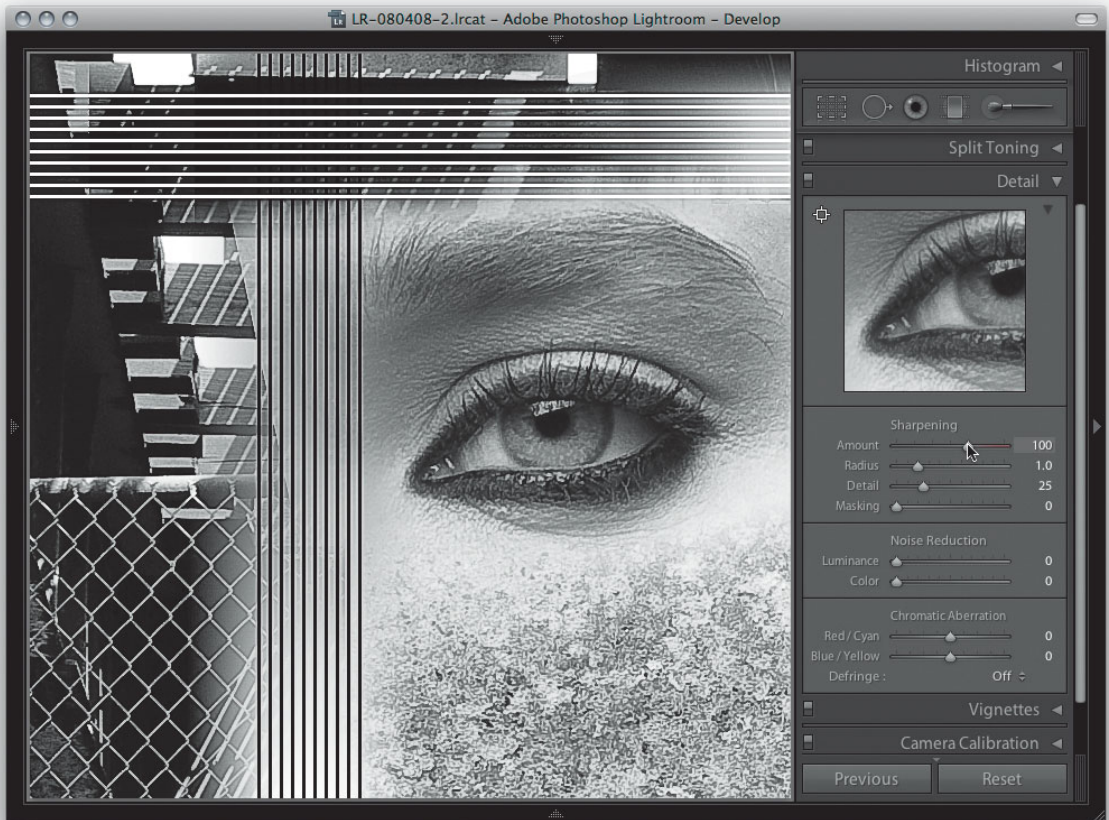 LR-080408-2.lrcat – Adobe Photoshop Lightroom – Develop
Histogram
Split Toning
Detail
Sharpening
Amount 100
Radius 1.0
Detail 25
Masking 0
Noise Reduction
Luminance 0
Color 0
Chromatic Aberration
Red / Cyan 0
Blue / Yellow 0
Defringe : Off
Vignettes
Camera Calibration
Previous Reset